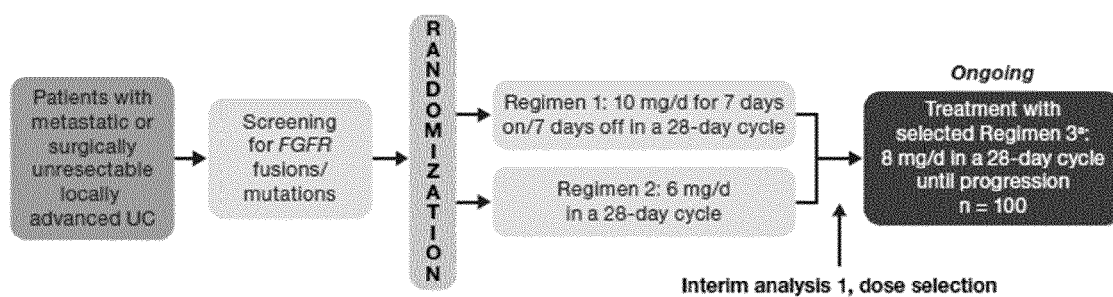 Patients with
metastatic or
surgically
unresectable
locally
advanced UC
Screening
for FGFR
fusions/
mutations
RANDOMIZATION
Regimen 1: 10 mg/d for 7 days
on/7 days off in a 28-day cycle
Regimen 2: 6 mg/d
in a 28-day cycle
Ongoing
Treatment with
selected Regimen 3ᵃ:
8 mg/d in a 28-day cycle
until progression
n = 100
Interim analysis 1, dose selection